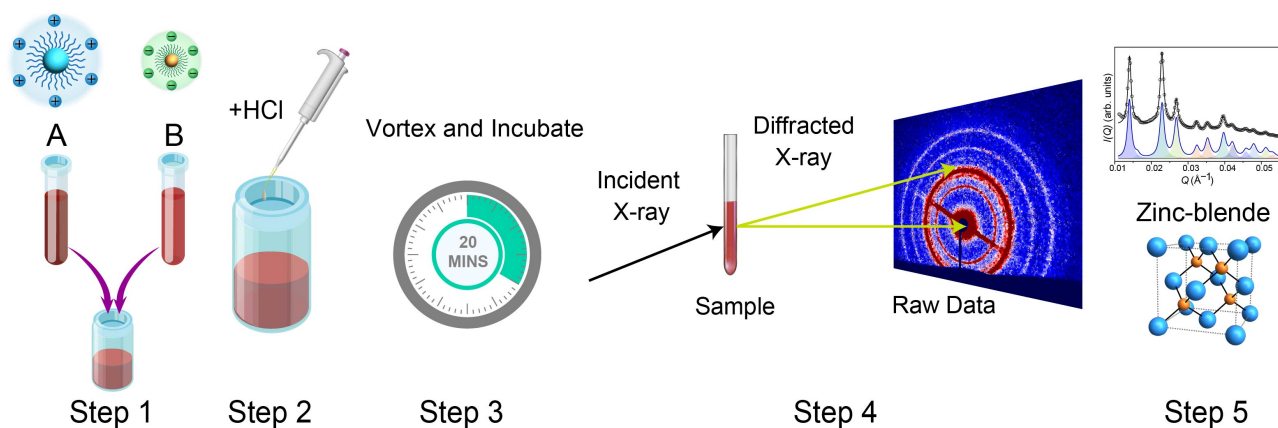 A
B
Step 1
+HCl
Step 2
Vortex and Incubate
20
MINS
Step 3
Incident
X-ray
Diffracted
X-ray
Sample
Raw Data
Step 4
I(Q) (arb. units)
0.01 0.02 0.03 0.04 0.05
Q (Å⁻¹)
Zinc-blende
Step 5